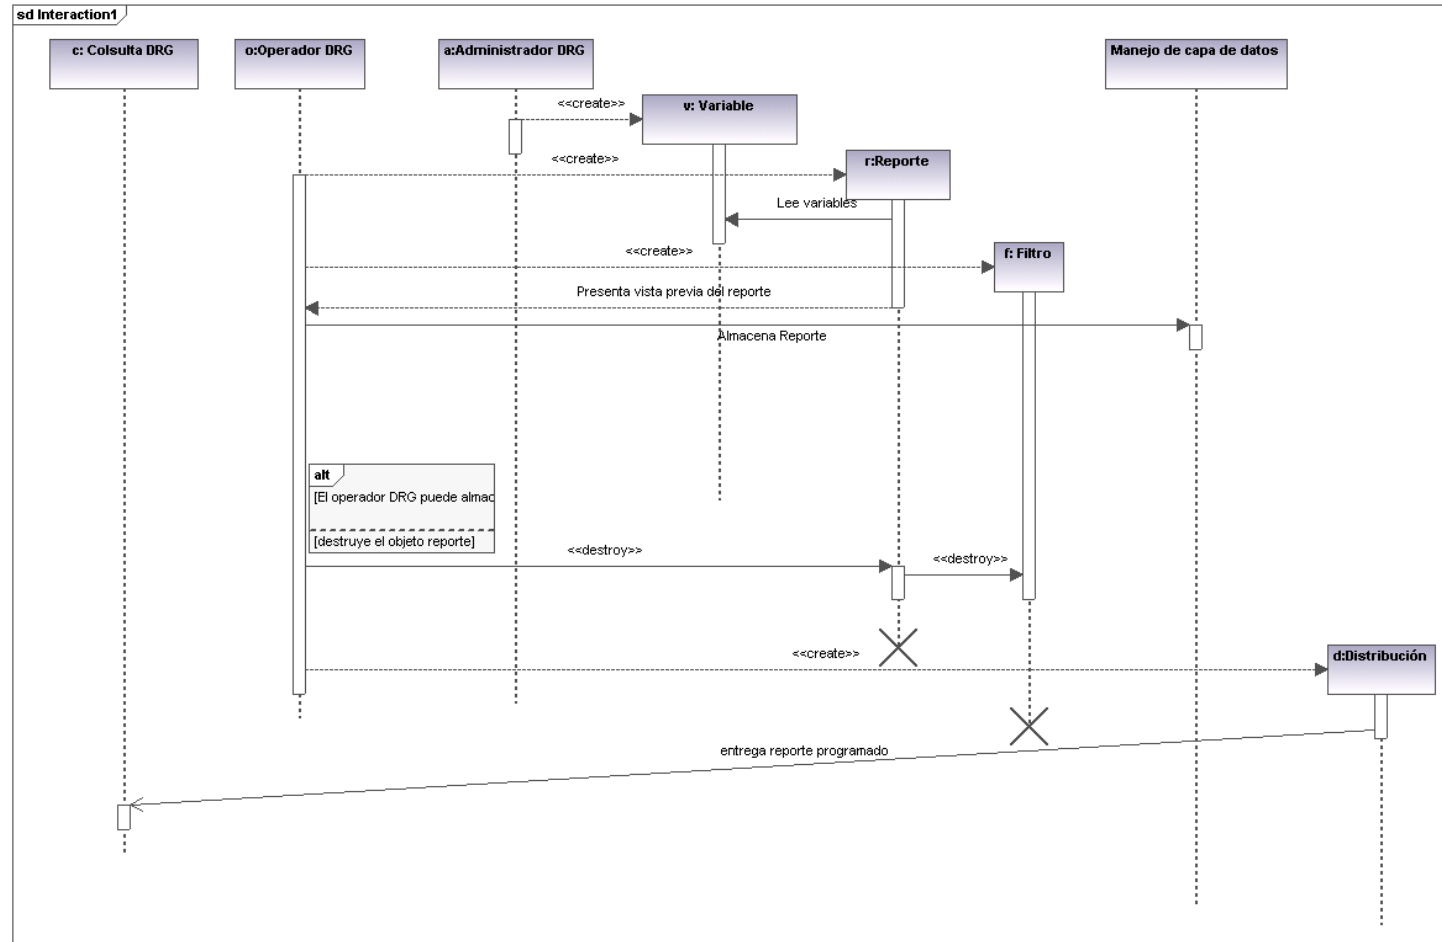 sd Interaction1
c: Colsulta DRG
o:Operador DRG
a:Administrador DRG
Manejo de capa de datos
<<create>>
v: Variable
<<create>>
r:Reporte
Lee variables
<<create>>
f: Filtro
Presenta vista previa del reporte
Almacena Reporte
alt
[El operador DRG puede almac
[destruye el objeto reporte]
<<destroy>>
<<destroy>>
<<create>>
d:Distribución
entrega reporte programado